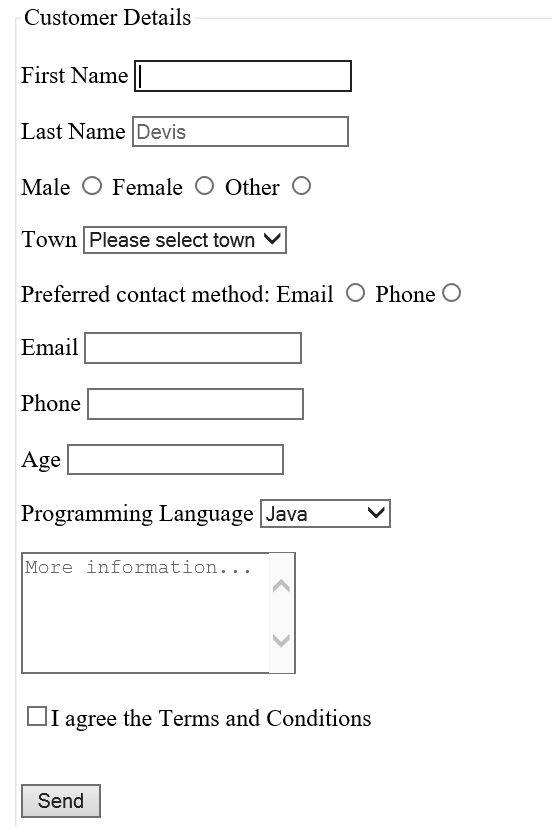 Customer Details
First Name
Last Name Devis
Male Female Other
Town Please select town
Preferred contact method: Email Phone
Email
Phone
Age
Programming Language Java
More information...
I agree the Terms and Conditions
Send